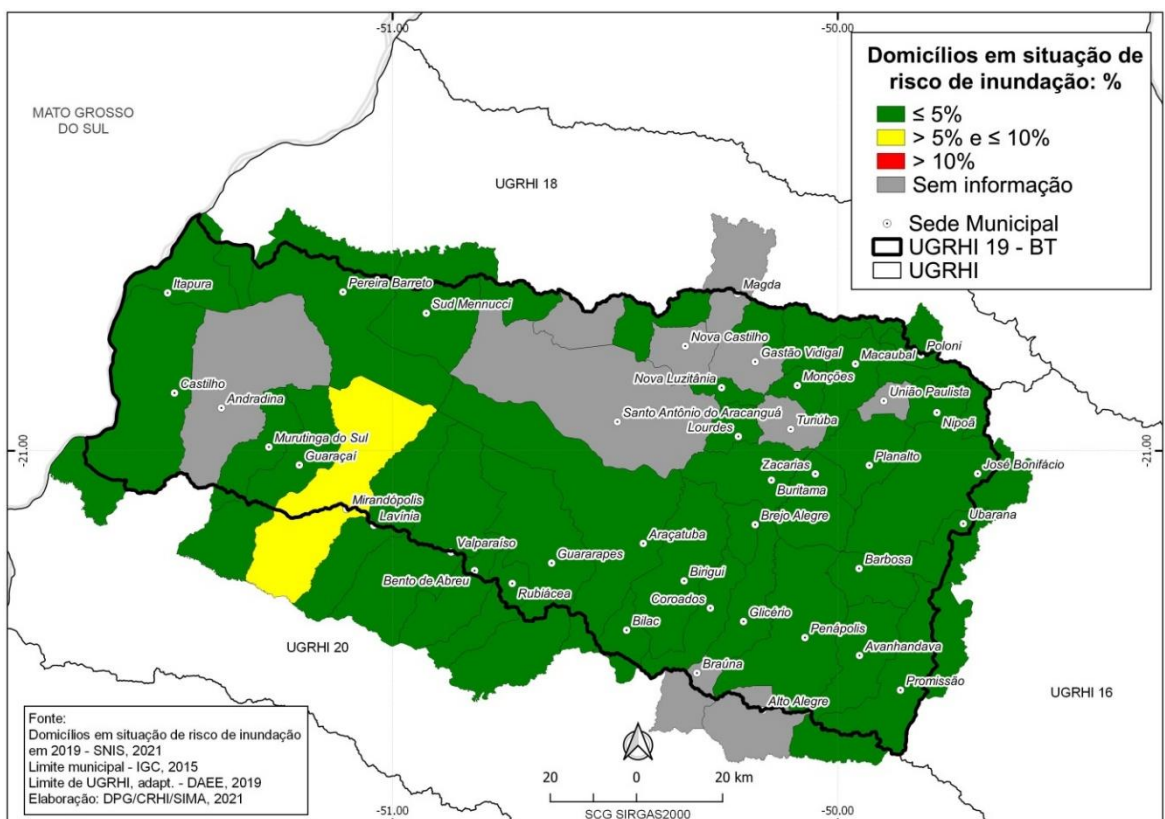 -51.00
-50.00
Domicílios em situação de
risco de inundação: %
≤ 5%
> 5% e ≤ 10%
> 10%
Sem informação
Sede Municipal
UGRHI 19 - BT
UGRHI
MATO GROSSO
DO SUL
UGRHI 18
Itapura
Pereira Barreto
Sud Mennucci
Magda
Nova Castilho
Gastão Vidigal
Macaubal
Poloni
Castilho
Andradina
Nova Luzitânia
Monções
União Paulista
Santo Antônio do Aracanguá
Lourdes
Turiúba
Nipoã
-21.00
-21.00
Murutinga do Sul
Guaraçaí
Zacarias
Planalto
José Bonifácio
Buritama
Mirandópolis
Lavínia
Brejo Alegre
Ubarana
Valparaíso
Guararapes
Araçatuba
Bento de Abreu
Rubiácea
Birigui
Barbosa
Coroados
Bilac
Glicério
Penápolis
Avanhandava
UGRHI 20
Braúna
Alto Alegre
Promissão
UGRHI 16
Fonte:
Domicílios em situação de risco de inundação
em 2019 - SNIS, 2021
Limite municipal - IGC, 2015
Limite de UGRHI, adapt. - DAEE, 2019
Elaboração: DPG/CRHI/SIMA, 2021
20 0 20 km
SCG SIRGAS2000
-51.00
-50.00